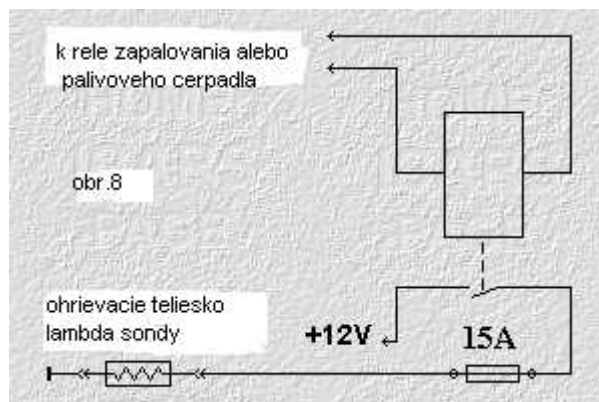 k rele zapalovania alebo
palivoveho cerpadla
obr.8
ohrievacie teliesko
lambda sondy
+12V
15A